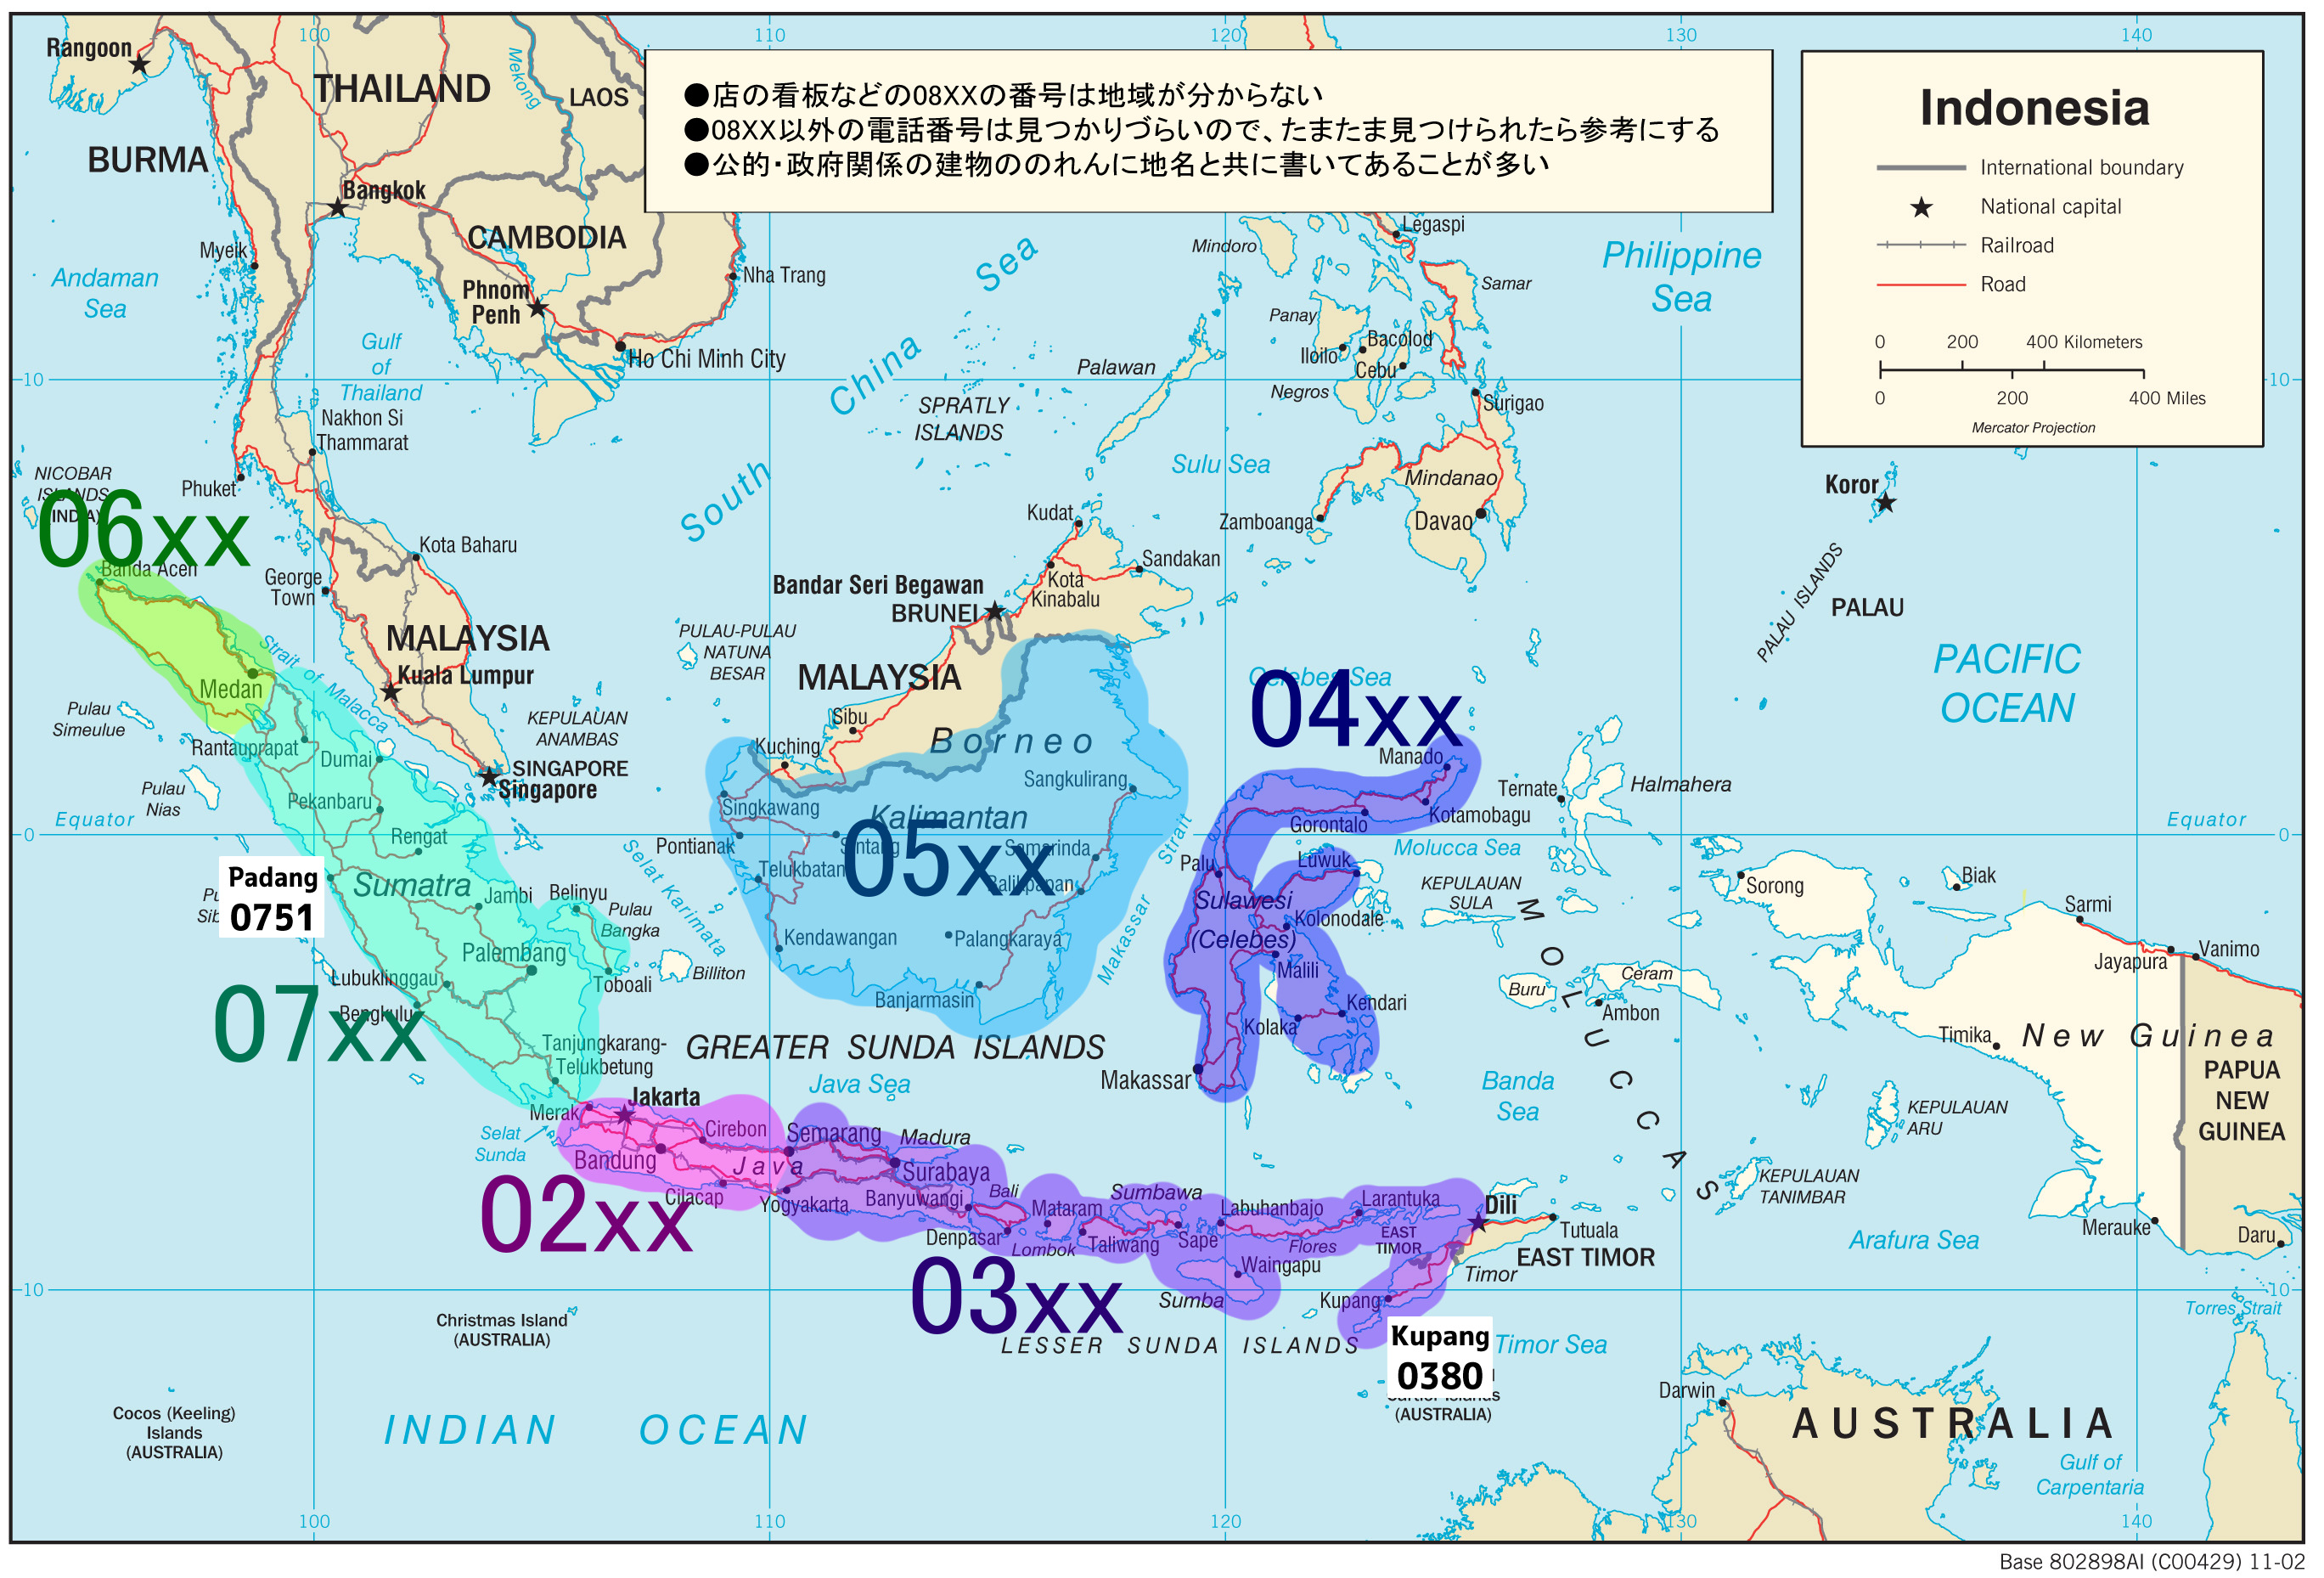 100
110
120
130
140
Rangoon
THAILAND
LAOS
Mekong
BURMA
Bangkok
●店の看板などの08XXの番号は地域が分からない
●08XX以外の電話番号は見つかりづらいので、たまたま見つけられたら参考にする
●公的・政府関係の建物ののれんに地名と共に書いてあることが多い
Indonesia
International boundary
National capital
Railroad
Road
0 200 400 Kilometers
0 200 400 Miles
Mercator Projection
CAMBODIA
Myeik
Andaman
Sea
Phnom
Penh
Nha Trang
Ho Chi Minh City
Gulf
of
Thailand
Nakhon Si
Thammarat
South China Sea
SPRATLY
ISLANDS
Mindoro
Legaspi
Samar
Panay
Iloilo
Bacolod
Cebu
Palawan
Negros
Surigao
Philippine
Sea
Sulu Sea
Mindanao
Zamboanga
Davao
10
10
NICOBAR
ISLANDS
(INDIA)
Phuket
06xx
Banda Aceh
Kota Baharu
George
Town
MALAYSIA
Kuala Lumpur
Strait of Malacca
Medan
Kudat
Sandakan
Kota
Kinabalu
Bandar Seri Begawan
BRUNEI
PULAU-PULAU
NATUNA
BESAR
MALAYSIA
Koror
PALAU ISLANDS
PALAU
PACIFIC
OCEAN
Celebes Sea
04xx
Pulau
Simeulue
Rantauprapat
Dumai
KEPULAUAN
ANAMBAS
SINGAPORE
Singapore
Sibu
Kuching
Borneo
Sangkulirang
Manado
Ternate
Halmahera
Pulau
Nias
Pekanbaru
Singkawang
Kalimantan
Gorontalo
Kotamobagu
Equator
Equator
0
0
Rengat
Pontianak
Sintang
05xx
Samarinda
Telukbatan
Balikpapan
Selat Karimata
Makassar Strait
Palu
Luwuk
Molucca Sea
Padang
0751
Sumatra
Jambi
Belinyu
Pulau
Bangka
Palembang
Toboali
Billiton
Lubuklinggau
07xx
Bengkulu
Kendawangan
Palangkaraya
Banjarmasin
Sulawesi
(Celebes)
Kolonodale
Malili
Kendari
Kolaka
Makassar
KEPULAUAN
SULA
MOLUCCAS
Buru
Ceram
Ambon
Sorong
Biak
Sarmi
Jayapura
Vanimo
Timika
New Guinea
PAPUA
NEW
GUINEA
Tanjungkarang-
Telukbetung
GREATER SUNDA ISLANDS
Java Sea
Banda
Sea
KEPULAUAN
ARU
Merak
Jakarta
Selat
Sunda
Cirebon
Semarang
Madura
Bandung
Java
Surabaya
02xx
Cilacap
Yogyakarta
Banyuwangi
Bali
Denpasar
Mataram
Lombok
Sumbawa
Taliwang
Sape
Labuhanbajo
Larantuka
Flores
EAST
TIMOR
Dili
Tutuala
EAST TIMOR
Timor
KEPULAUAN
TANIMBAR
Merauke
Daru
Arafura Sea
03xx
Waingapu
Sumba
Kupang
LESSER SUNDA ISLANDS
Kupang
0380
Timor Sea
Torres Strait
10
10
Christmas Island
(AUSTRALIA)
Cocos (Keeling)
Islands
(AUSTRALIA)
INDIAN OCEAN
(AUSTRALIA)
Darwin
AUSTRALIA
Gulf of
Carpentaria
100
110
120
130
140
Base 802898AI (C00429) 11-02